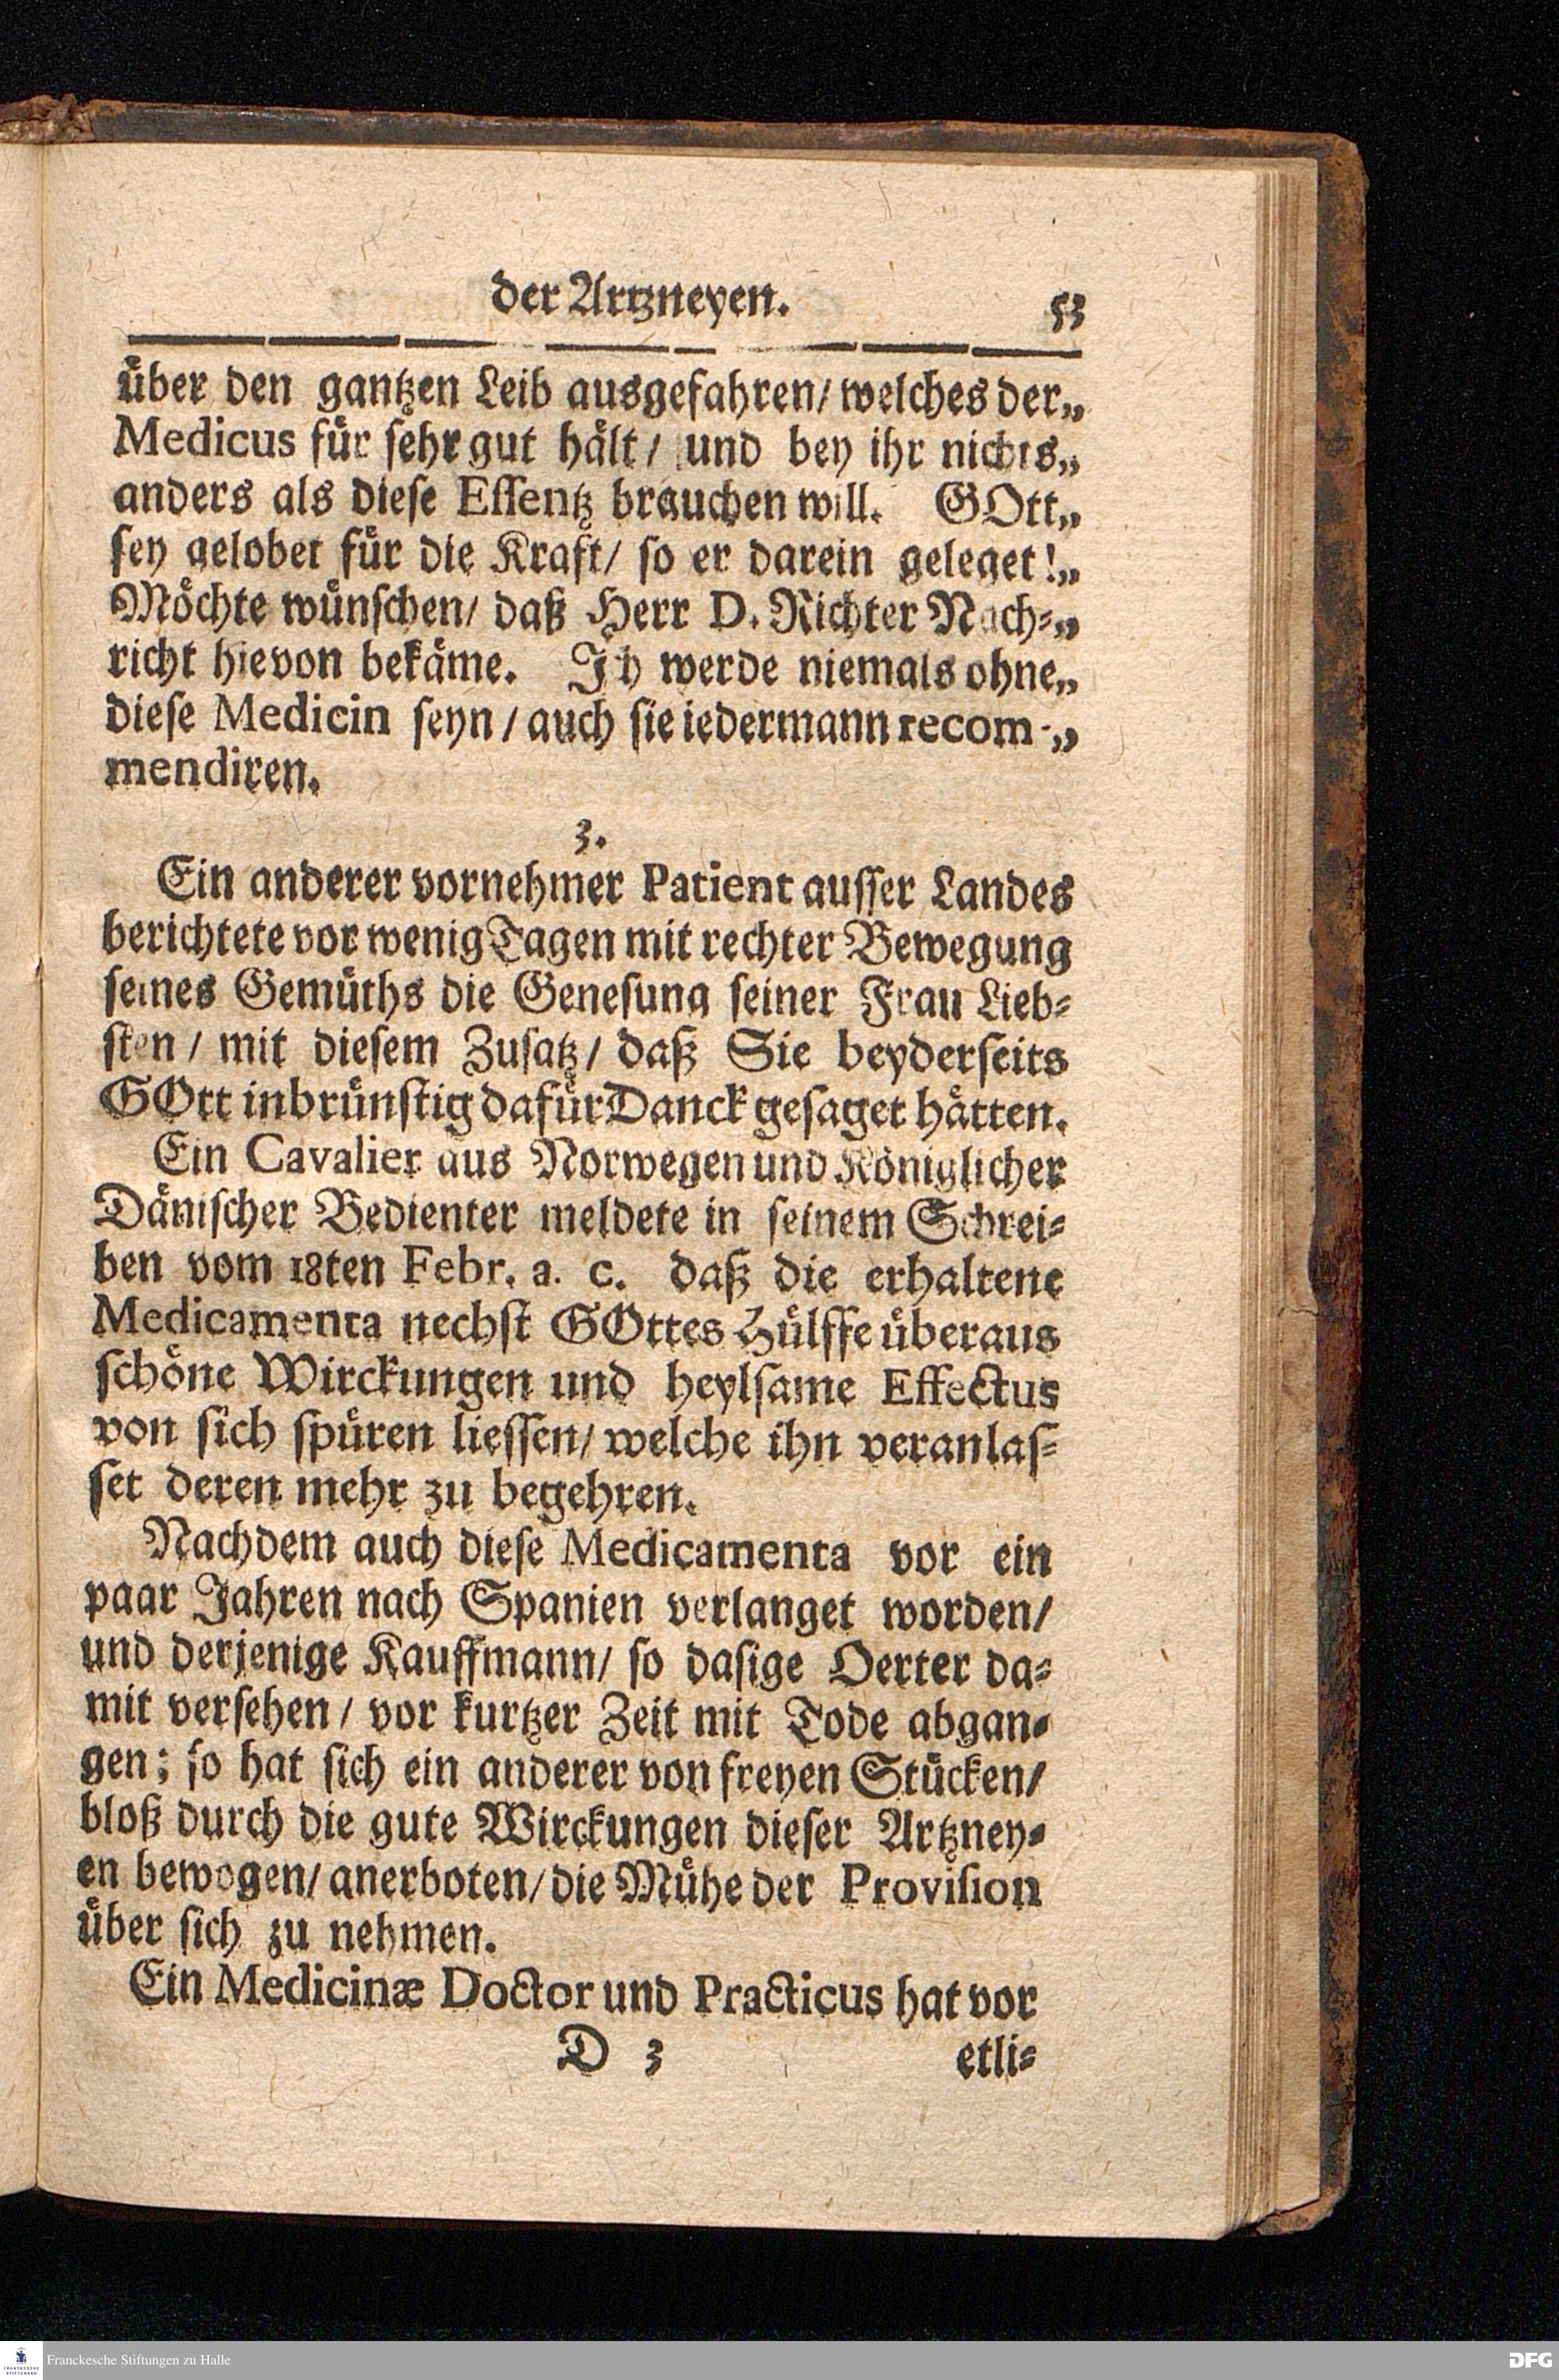 der Artzneyen.
53
über den gantzen Leib ausgefahren/ welches der„
Medicus für sehr gut hält/ und bey ihr nichts„
anders als diese Essentz brauchen will. GOtt„
sey gelobet für die Kraft/ so er darein geleget!„
Möchte wünschen/ daß Herr D. Richter Nach-„
richt hievon bekäme. Ich werde niemals ohne„
diese Medicin seyn/ auch sie iedermann recom-„
mendiren.
3.
Ein anderer vornehmer Patient ausser Landes
berichtete vor wenig Tagen mit rechter Bewegung
seines Gemüths die Genesung seiner Frau Lieb-
sten/ mit diesem Zusatz/ daß Sie beyderseits
GOtt inbrünstig dafür Danck gesaget hätten.
Ein Cavalier aus Norwegen und Königlicher
Dänischer Bedienter meldete in seinem Schrei-
ben vom 18ten Febr. a. c. daß die erhaltene
Medicamenta nechst GOttes Hülffe überaus
schöne Wirckungen und heylsame Effectus
von sich spüren liessen/ welche ihn veranlas-
set deren mehr zu begehren.
Nachdem auch diese Medicamenta vor ein
paar Jahren nach Spanien verlanget worden/
und derjenige Kauffmann/ so dasige Oerter da-
mit versehen/ vor kurtzer Zeit mit Tode abgan-
gen; so hat sich ein anderer von freyen Stücken/
bloß durch die gute Wirckungen dieser Artzney-
en bewogen/ anerboten/ die Mühe der Provision
über sich zu nehmen.
Ein Medicinæ Doctor und Practicus hat vor
D 3
etli-
FRANCKESCHE STIFTUNGEN
Franckesche Stiftungen zu Halle
DFG